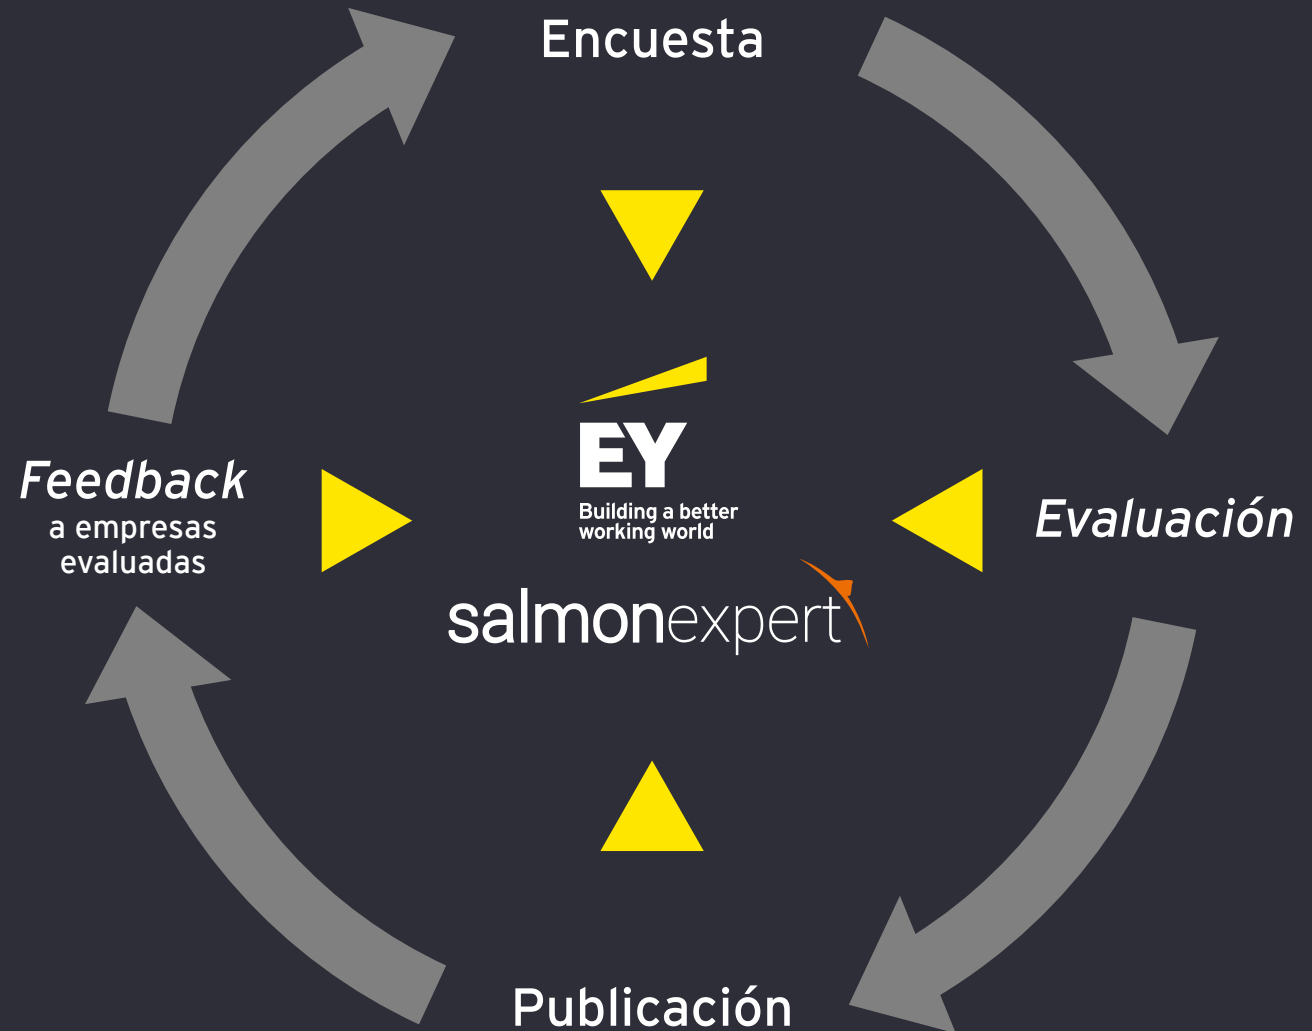 Encuesta
EY
Building a better
working world
Feedback
a empresas
evaluadas
Evaluación
salmonexpert
Publicación